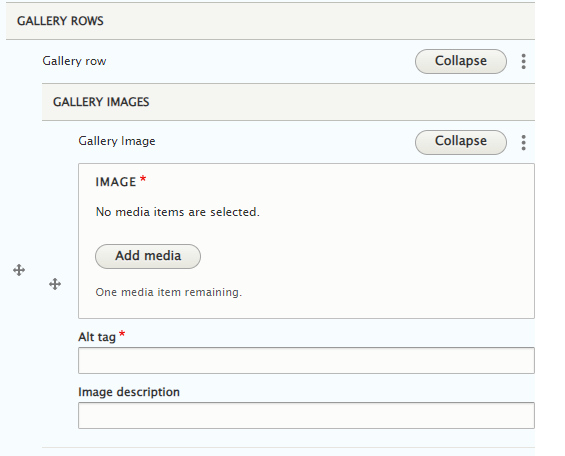 GALLERY ROWS
Gallery row Collapse
GALLERY IMAGES
Gallery Image Collapse
IMAGE *
No media items are selected.
Add media
One media item remaining.
Alt tag *
Image description